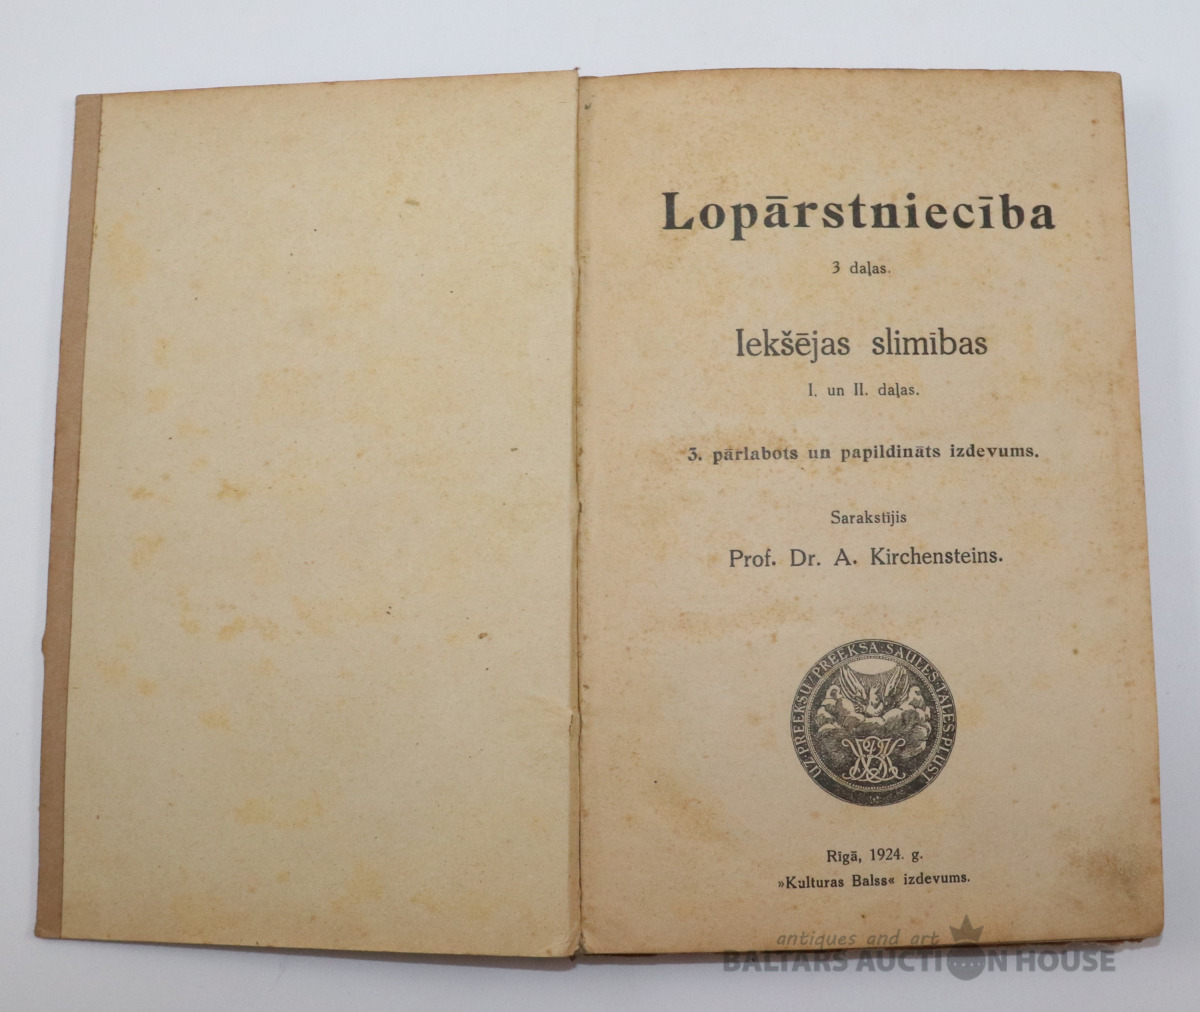 Lopārstniecība
3 daļas.
Iekšējas slimības
I. un II. daļas.
3. pārlabots un papildināts izdevums.
Sarakstījis
Prof. Dr. A. Kirchensteins.
UZ·PREEKSU/PREEKSA·SAULES·TALES·PLUST
Rīgā, 1924. g.
»Kulturas Balss« izdevums.
antiques and art
BALTARS AUCTION HOUSE